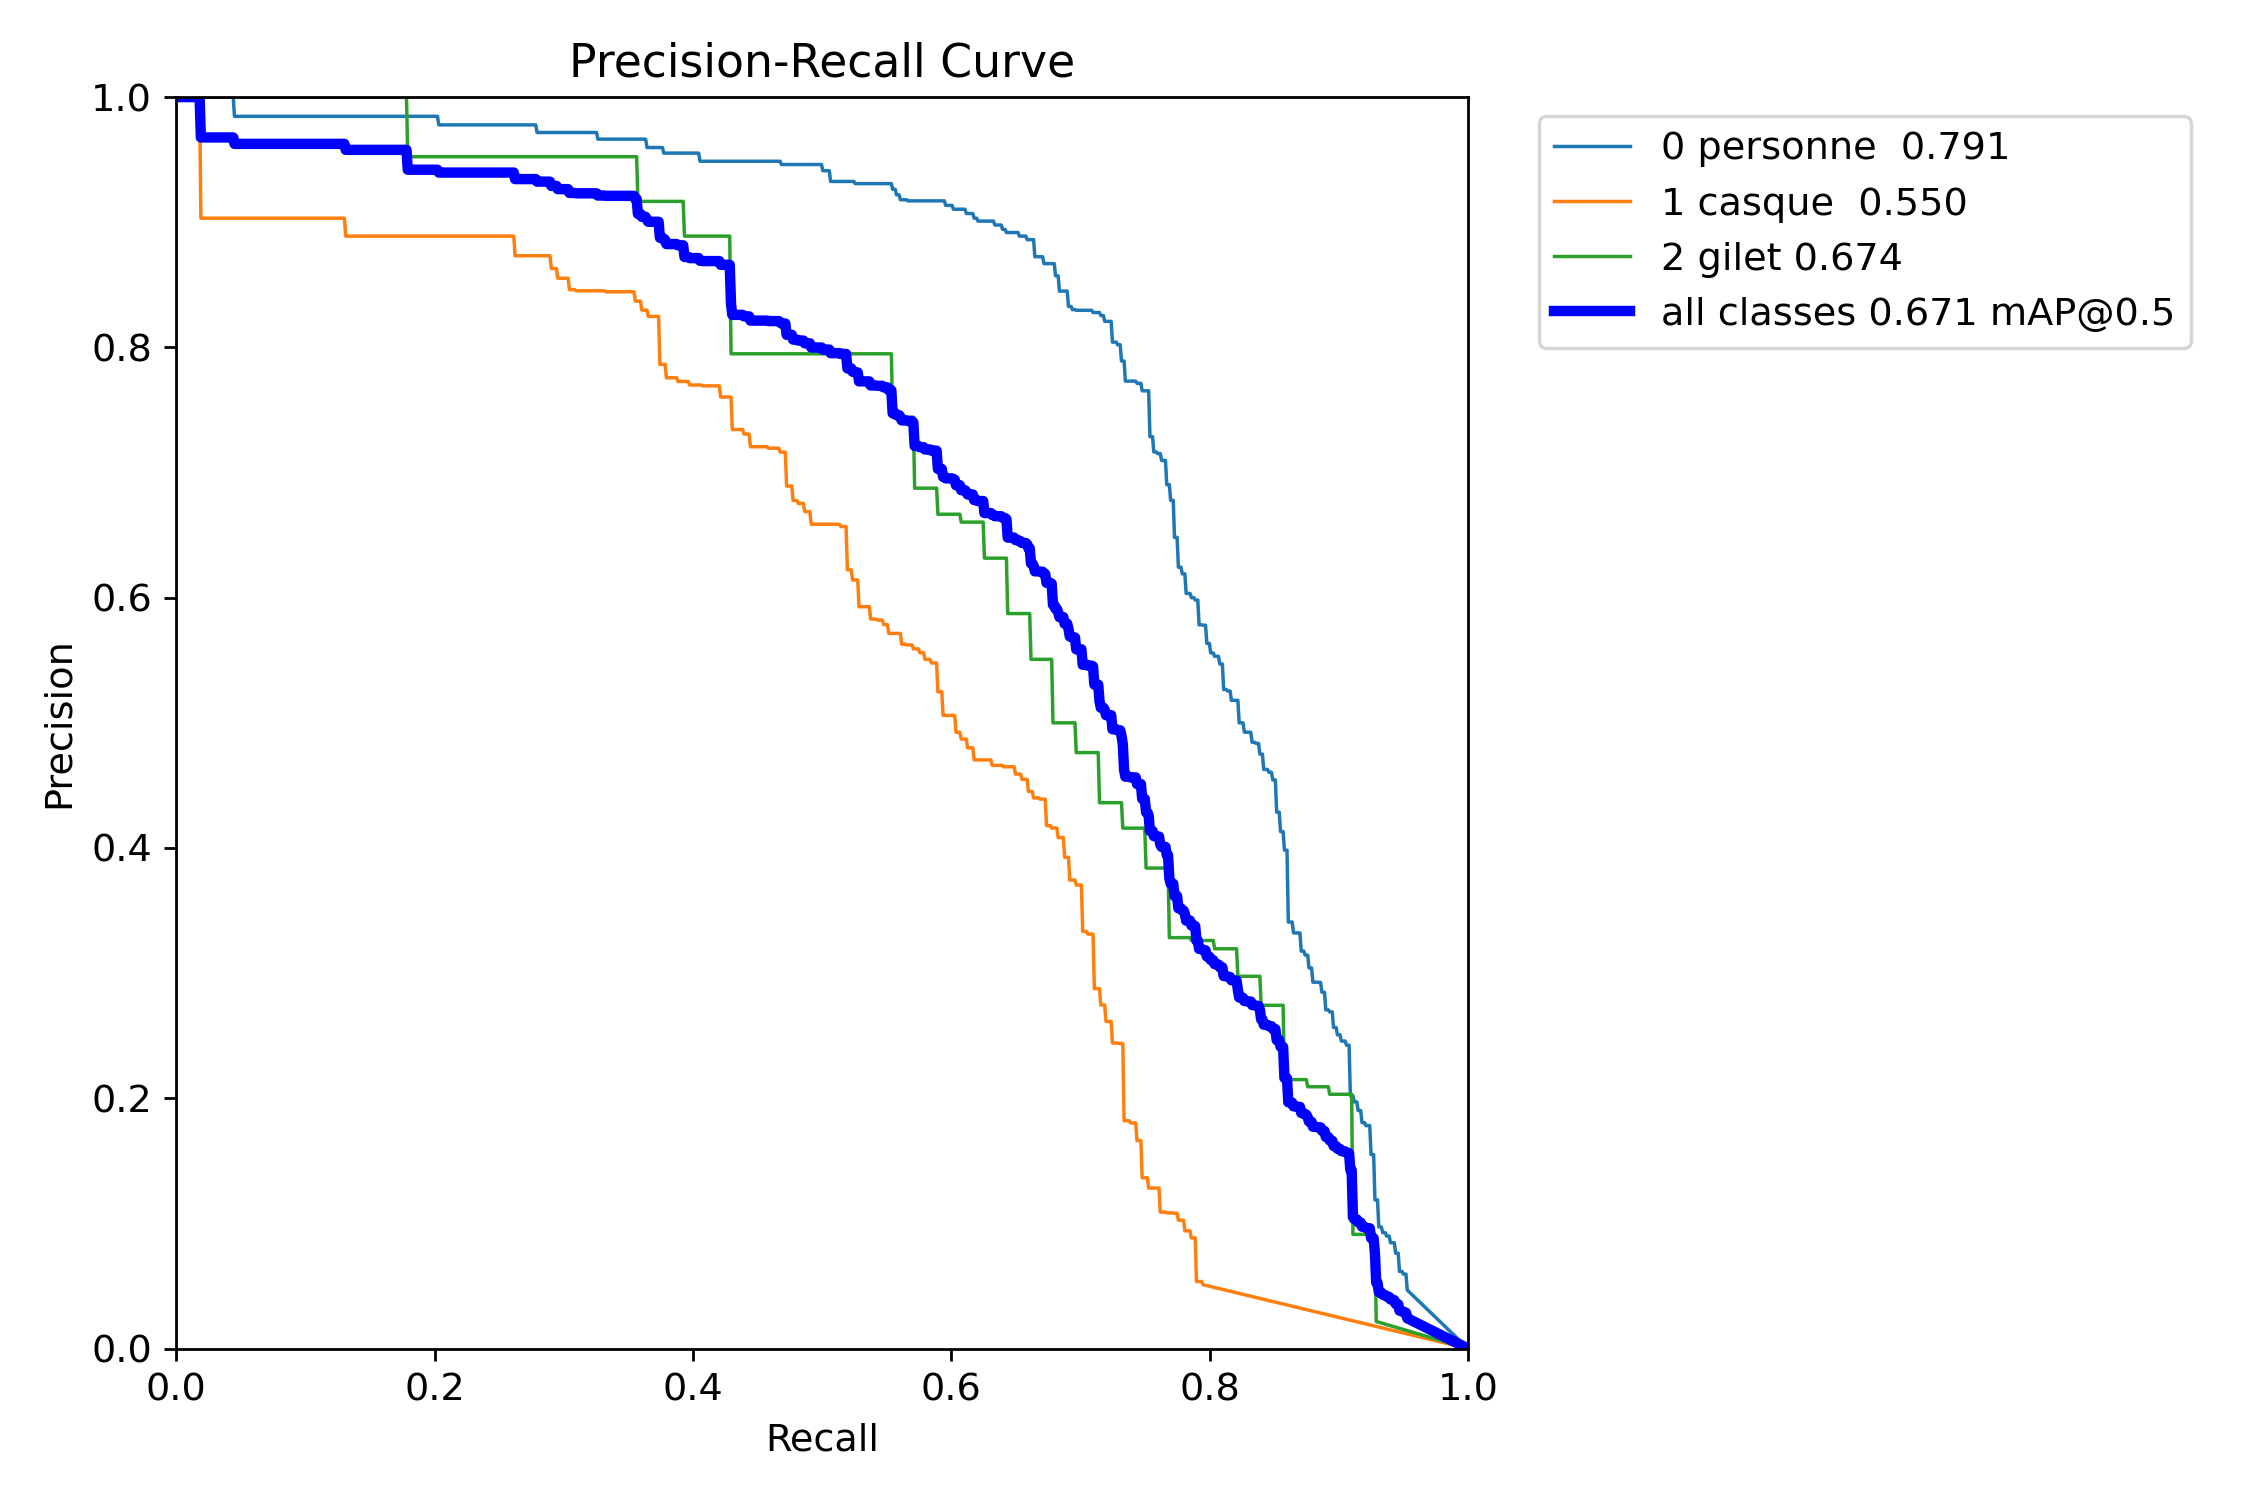 Precision-Recall Curve
1.0
0.8
0.6
0.4
0.2
0.0
Precision
0.0 0.2 0.4 0.6 0.8 1.0
Recall
0 personne  0.791
1 casque  0.550
2 gilet 0.674
all classes 0.671 mAP@0.5